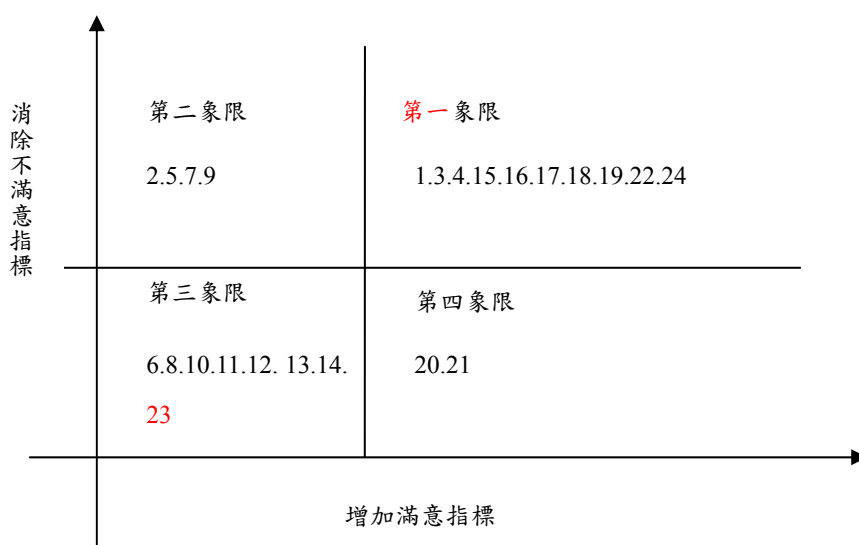 消除不滿意指標
第二象限
第一象限
2.5.7.9
1.3.4.15.16.17.18.19.22.24
第三象限
第四象限
6.8.10.11.12. 13.14.
20.21
23
增加滿意指標